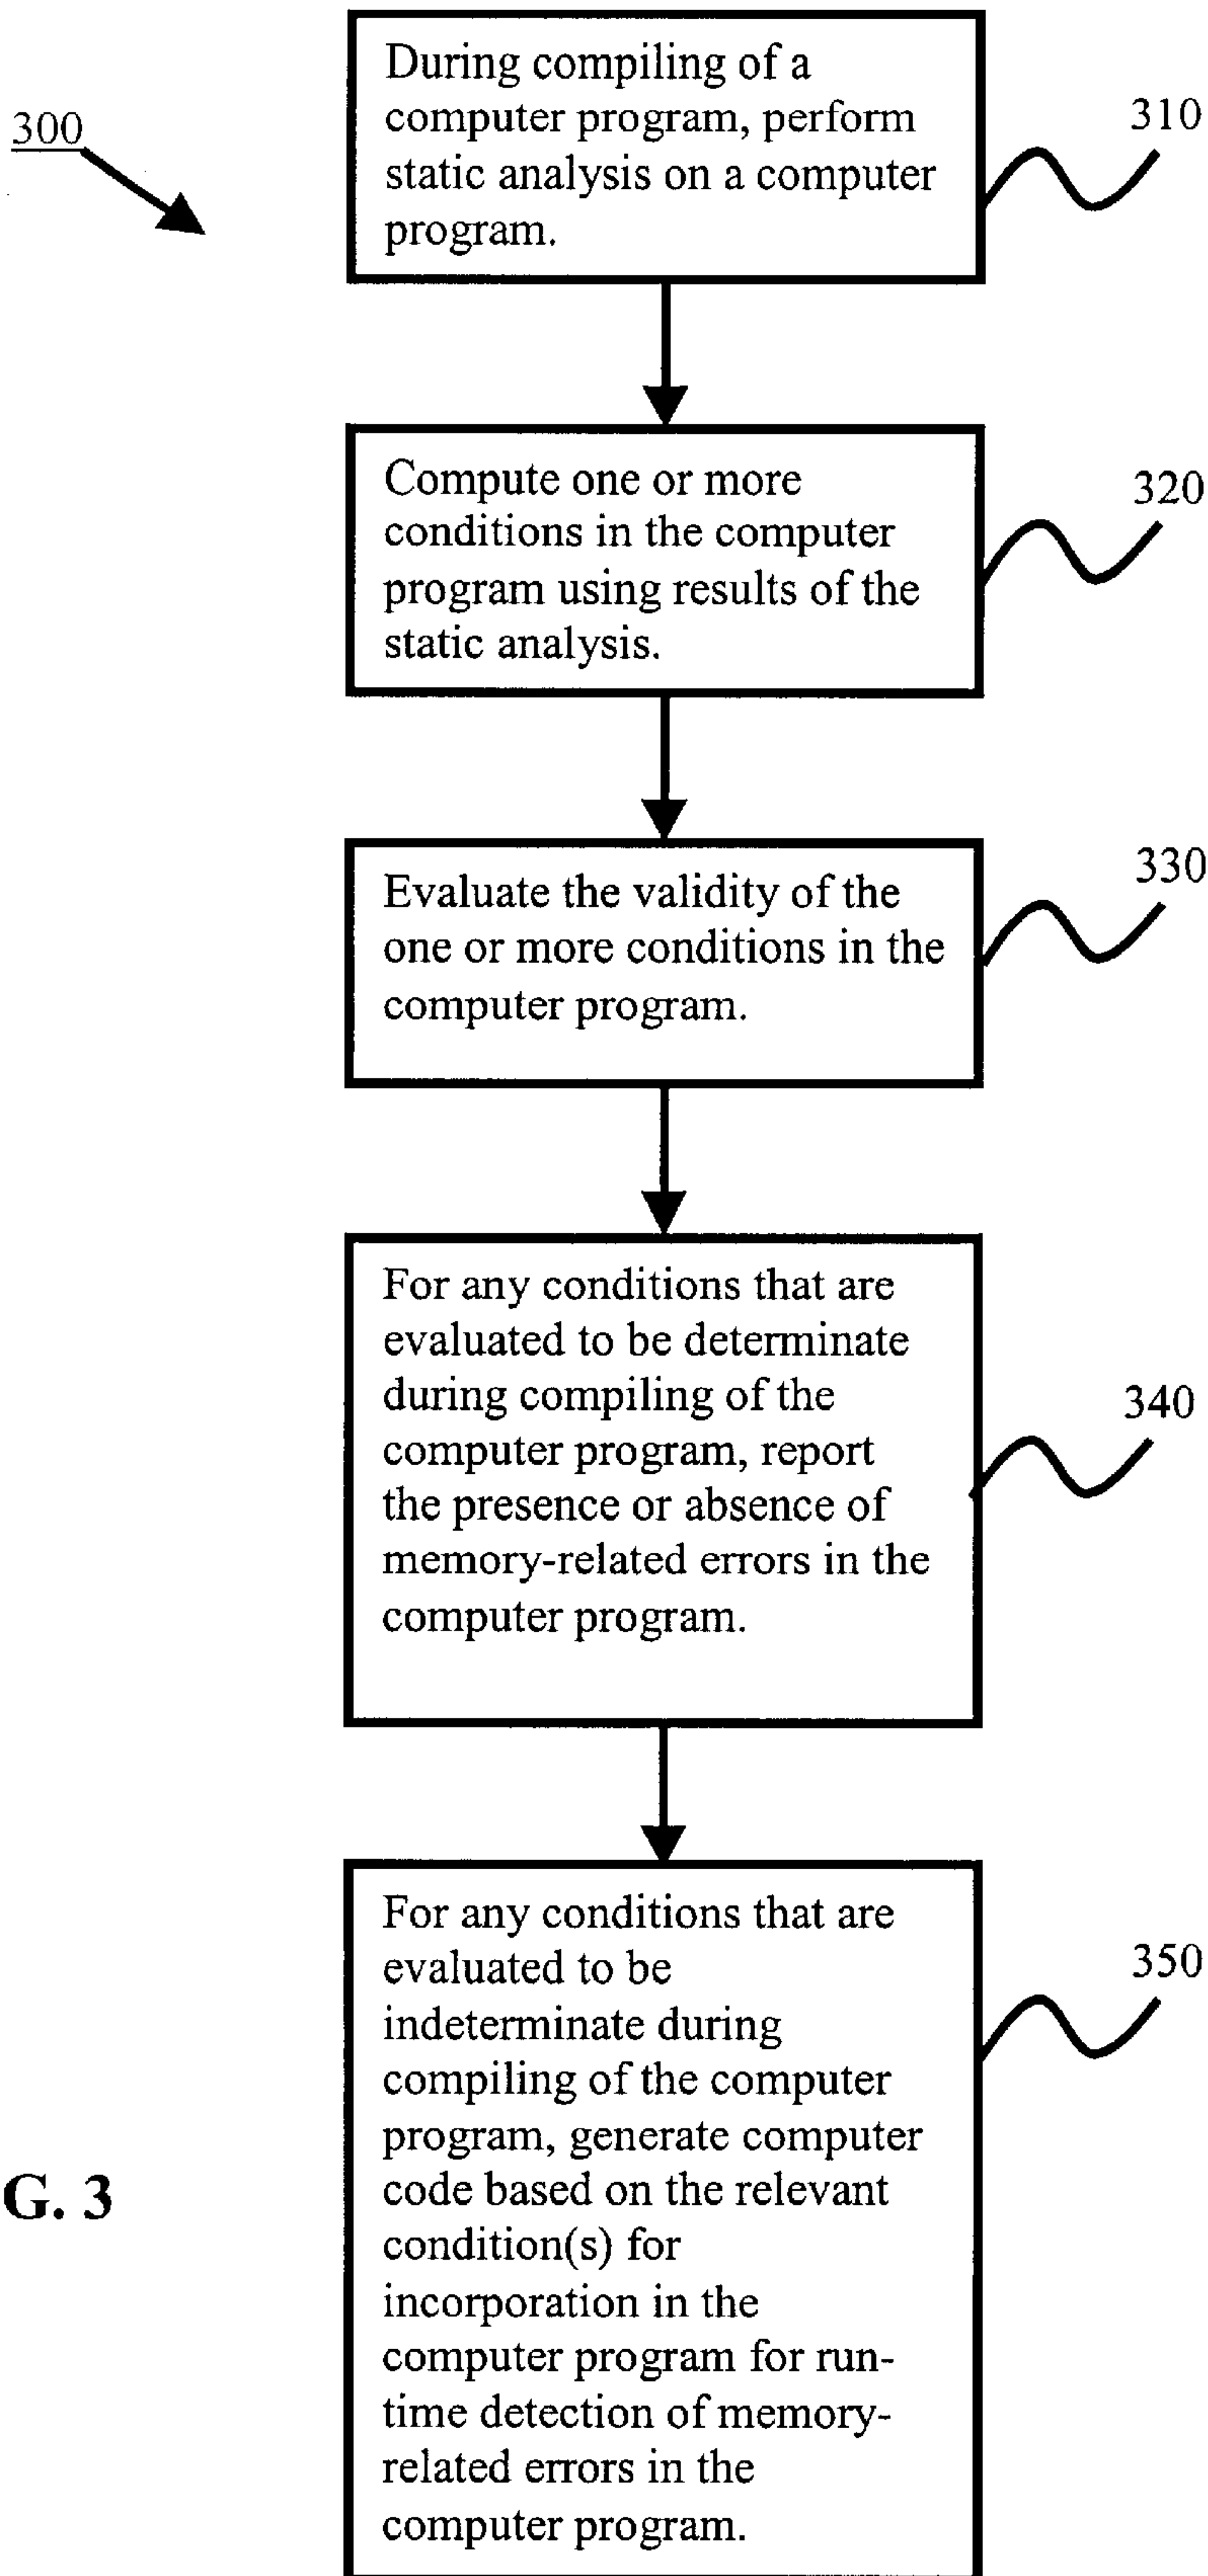 300
During compiling of a
computer program, perform
static analysis on a computer
program.
310
Compute one or more
conditions in the computer
program using results of the
static analysis.
320
Evaluate the validity of the
one or more conditions in the
computer program.
330
For any conditions that are
evaluated to be determinate
during compiling of the
computer program, report
the presence or absence of
memory-related errors in the
computer program.
340
For any conditions that are
evaluated to be
indeterminate during
compiling of the computer
program, generate computer
code based on the relevant
condition(s) for
incorporation in the
computer program for run-
time detection of memory-
related errors in the
computer program.
350
G. 3